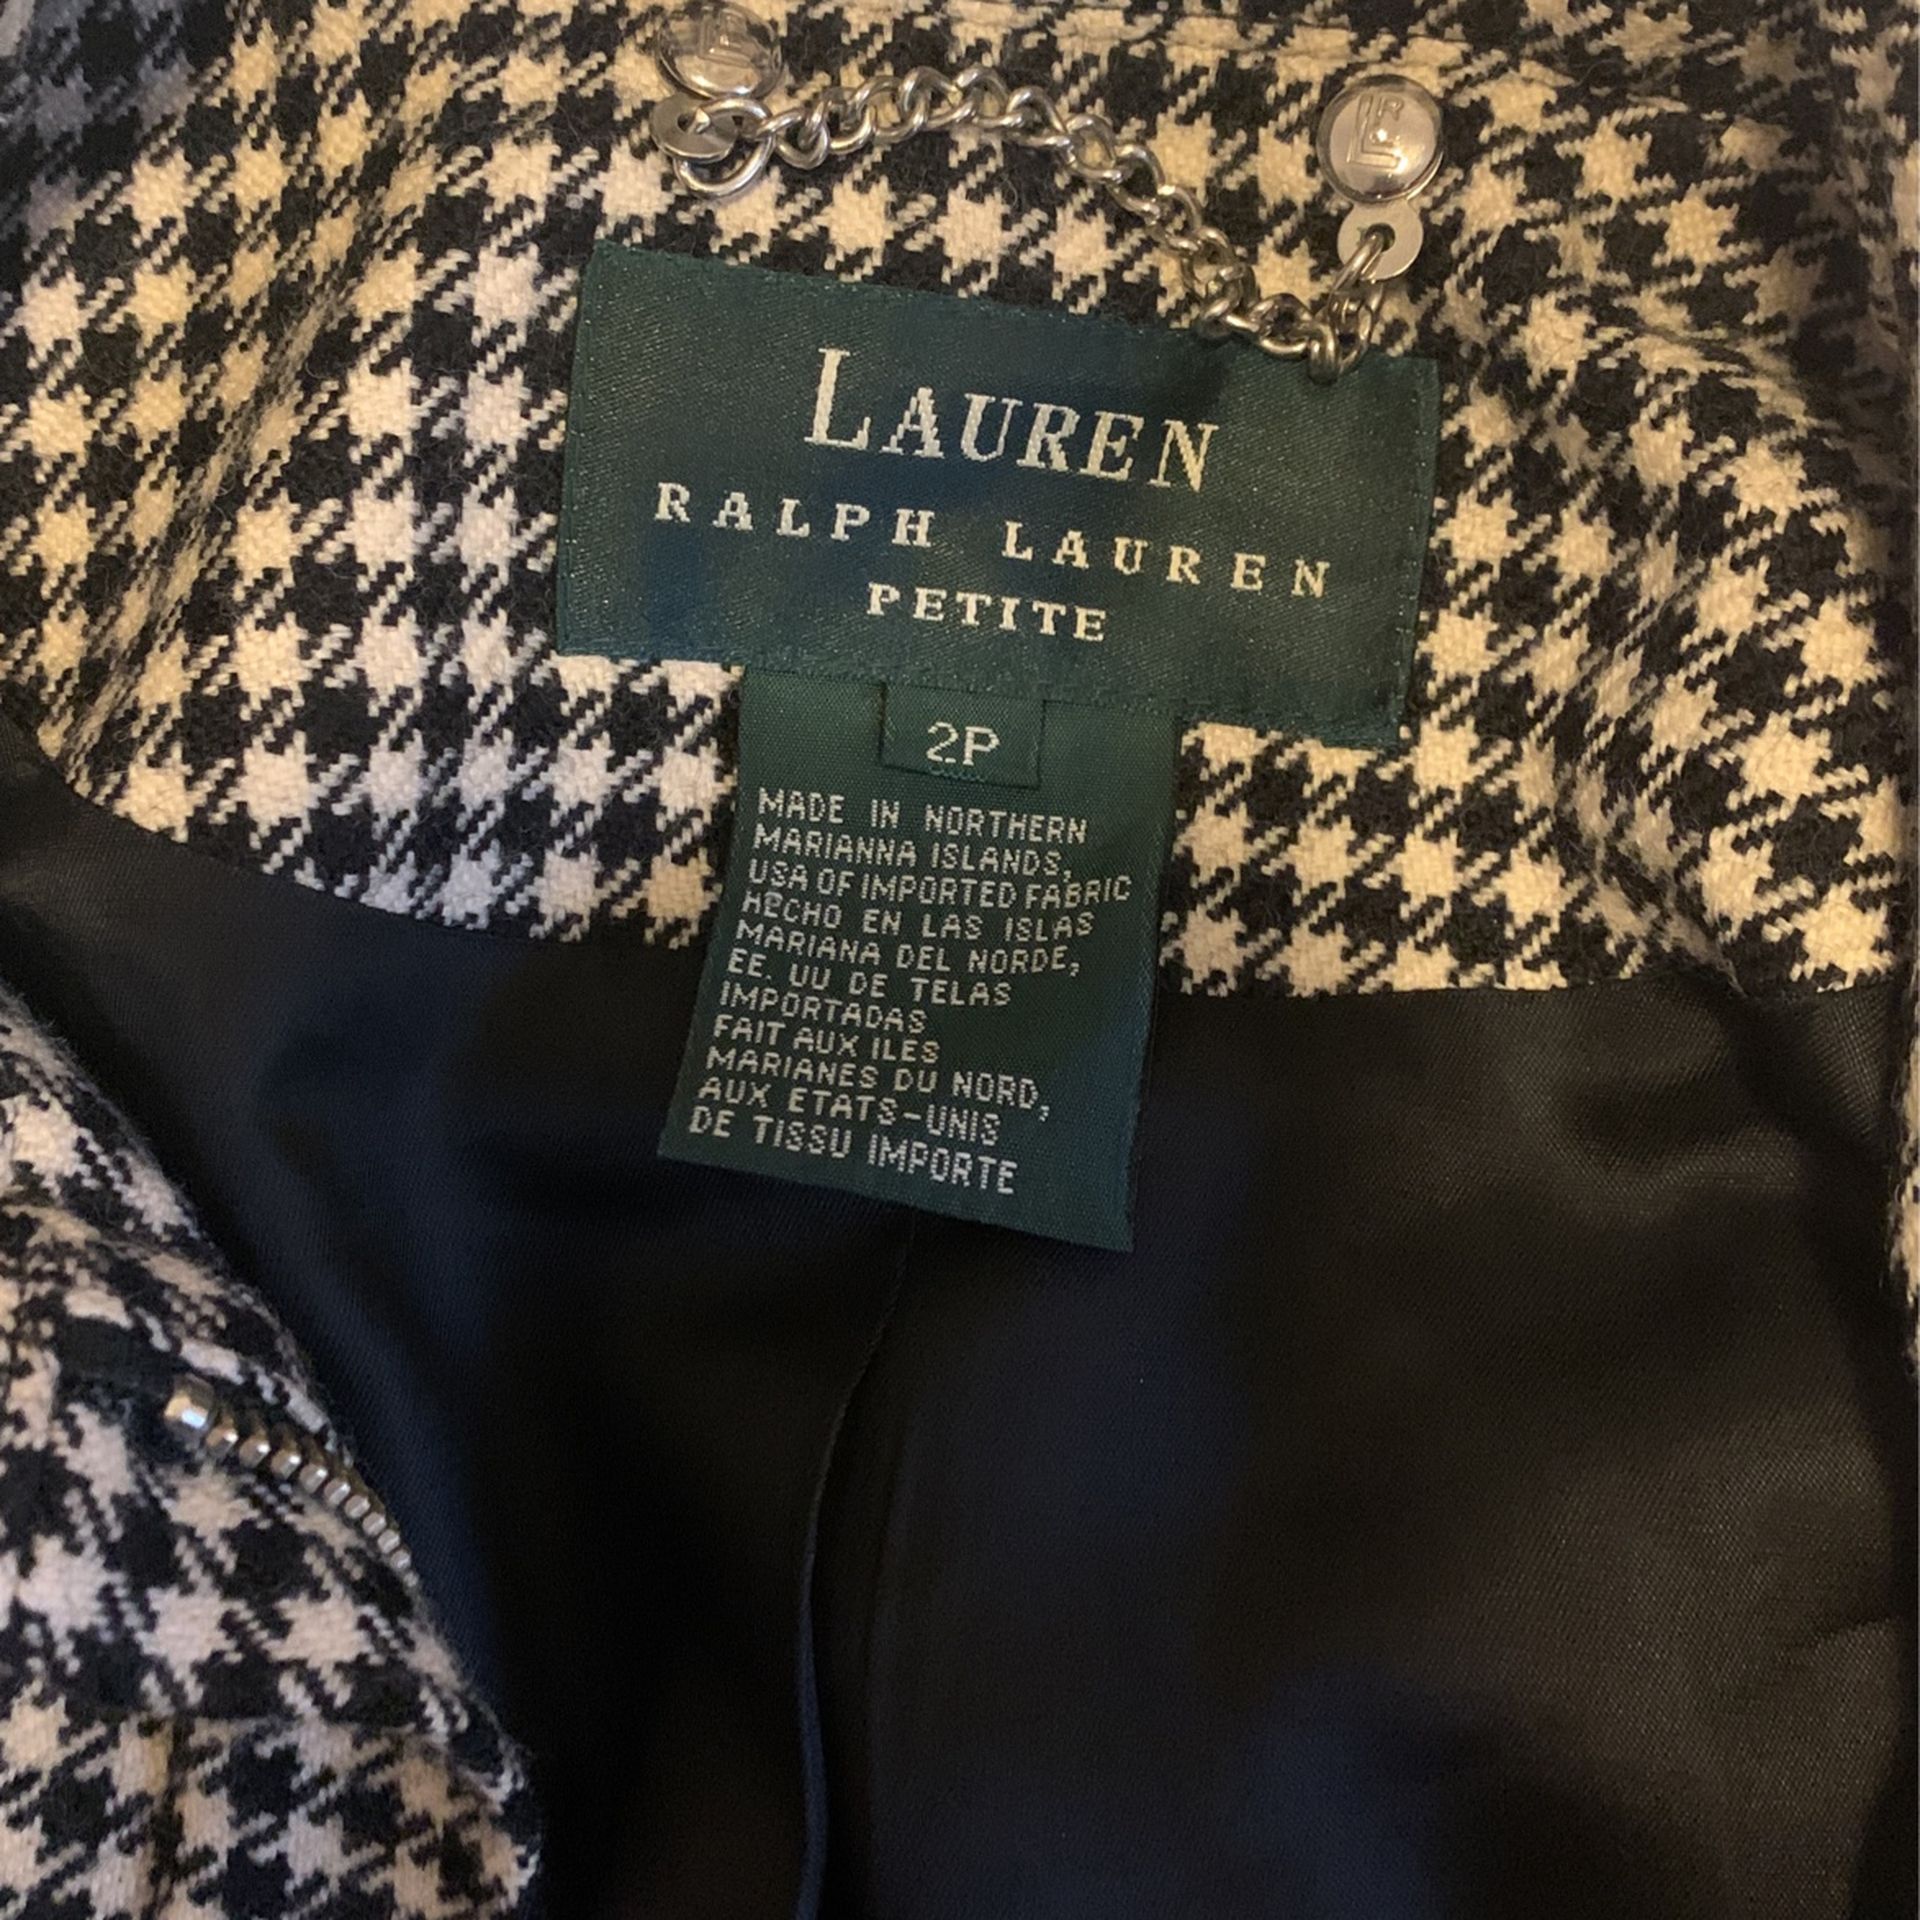 LAUREN
RALPH LAUREN
PETITE
2P
MADE IN NORTHERN
MARIANNA ISLANDS,
USA OF IMPORTED FABRIC
HECHO EN LAS ISLAS
MARIANA DEL NORDE,
EE. UU DE TELAS
IMPORTADAS
FAIT AUX ILES
MARIANES DU NORD,
AUX ETATS-UNIS
DE TISSU IMPORTE